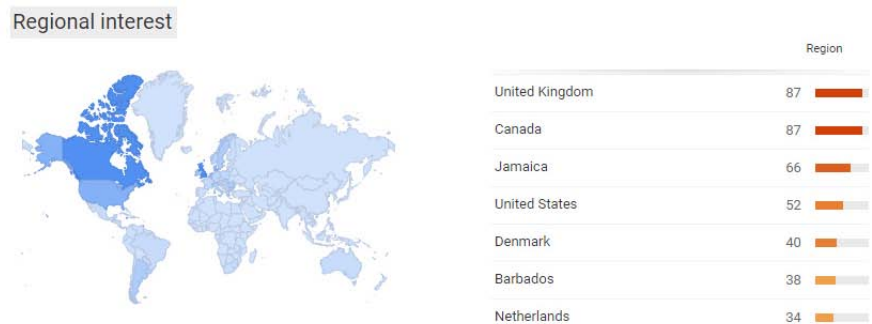 Regional interest
Region
United Kingdom 87
Canada 87
Jamaica 66
United States 52
Denmark 40
Barbados 38
Netherlands 34